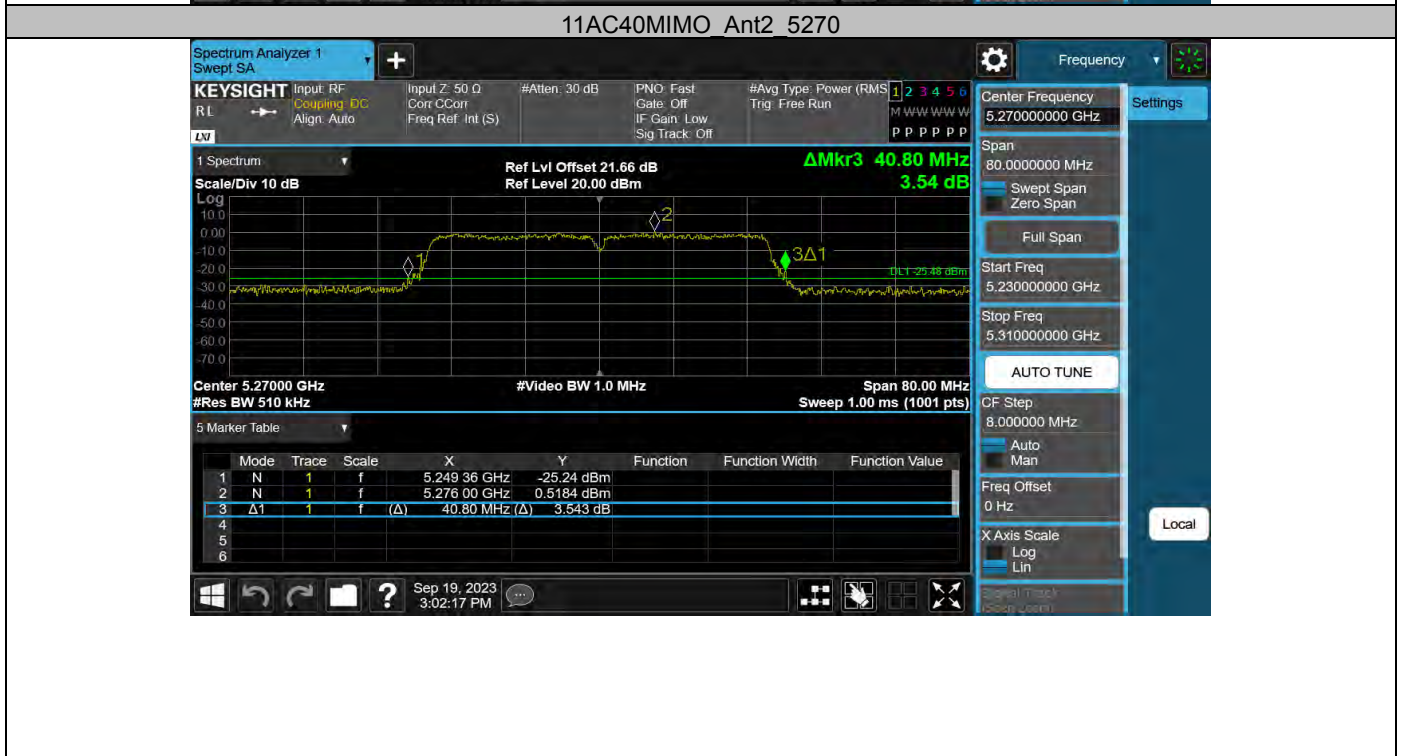 11AC40MIMO_Ant2_5270
Spectrum Analyzer 1
Swept SA
+
Frequency
KEYSIGHT
RL
LXI
Input: RF
Coupling: DC
Align: Auto
Input Z: 50 Ω
Corr CCorr
Freq Ref: Int (S)
#Atten: 30 dB
PNO: Fast
Gate: Off
IF Gain: Low
Sig Track: Off
#Avg Type: Power (RMS
Trig: Free Run
1 2 3 4 5 6
M W W W W W
P P P P P P
1 Spectrum
Scale/Div 10 dB
Ref Lvl Offset 21.66 dB
Ref Level 20.00 dBm
ΔMkr3 40.80 MHz
3.54 dB
Log
10.0
0.00
-10.0
-20.0
-30.0
-40.0
-50.0
-60.0
-70.0
1
2
3Δ1
DL1 -25.48 dBm
Center 5.27000 GHz
#Video BW 1.0 MHz
Span 80.00 MHz
#Res BW 510 kHz
Sweep 1.00 ms (1001 pts)
5 Marker Table
Mode Trace Scale X Y Function Function Width Function Value
1 N 1 f 5.249 36 GHz -25.24 dBm
2 N 1 f 5.276 00 GHz 0.5184 dBm
3 Δ1 1 f (Δ) 40.80 MHz (Δ) 3.543 dB
4
5
6
Center Frequency
5.270000000 GHz
Settings
Span
80.0000000 MHz
Swept Span
Zero Span
Full Span
Start Freq
5.230000000 GHz
Stop Freq
5.310000000 GHz
AUTO TUNE
CF Step
8.000000 MHz
Auto
Man
Freq Offset
0 Hz
Local
X Axis Scale
Log
Lin
Signal Track
(Span Zoom)
?
Sep 19, 2023
3:02:17 PM